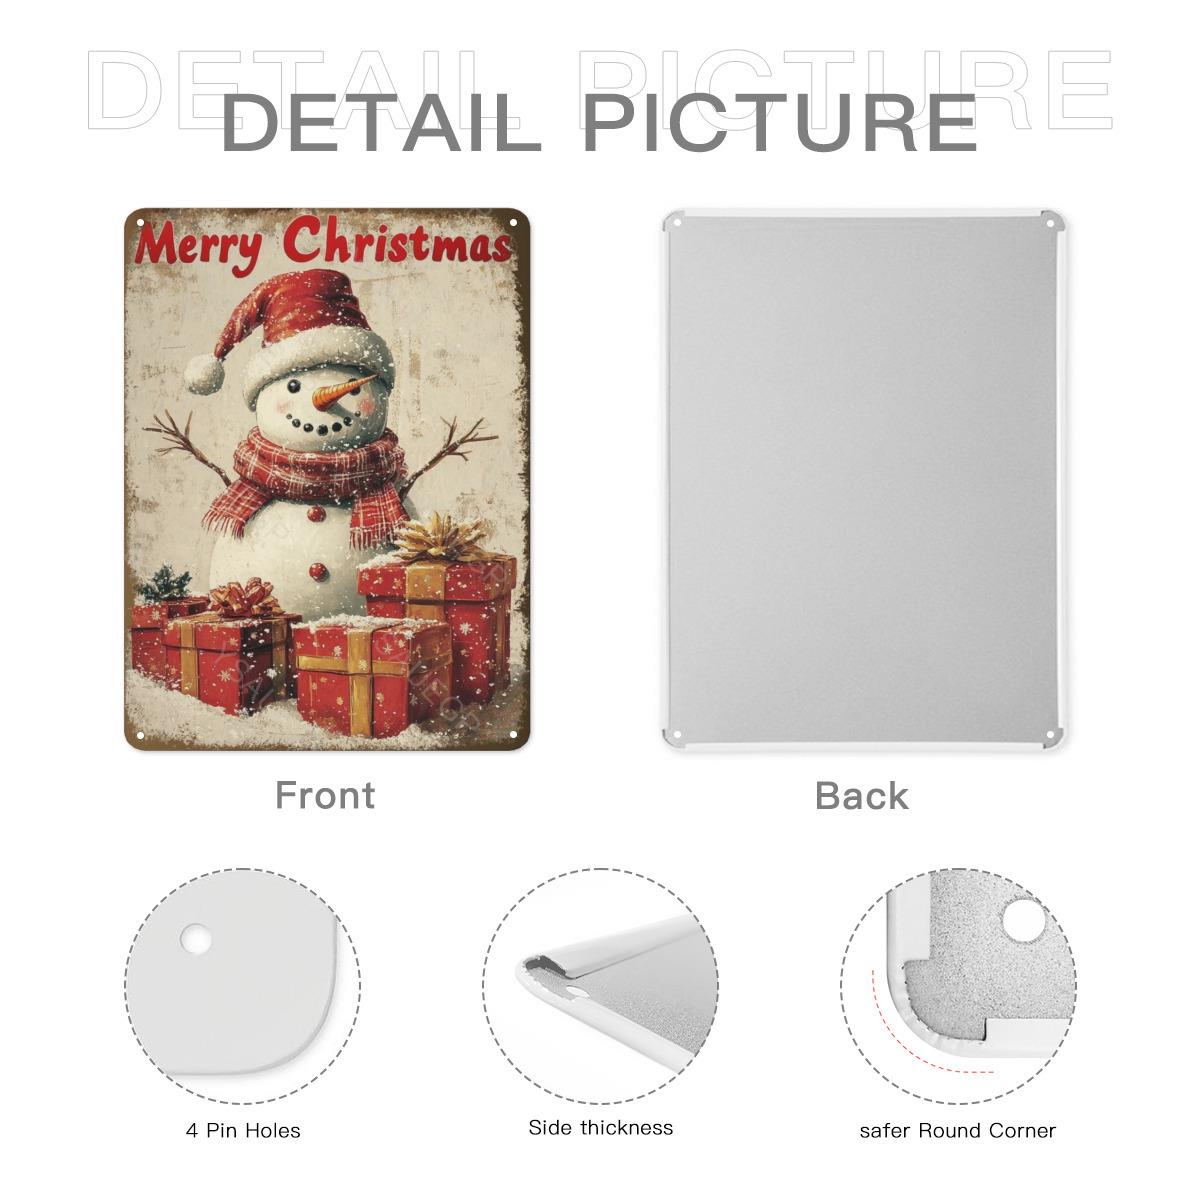 DETAIL PICTURE
DETAIL PICTURE
Merry Christmas
Front
Back
4 Pin Holes
Side thickness
safer Round Corner